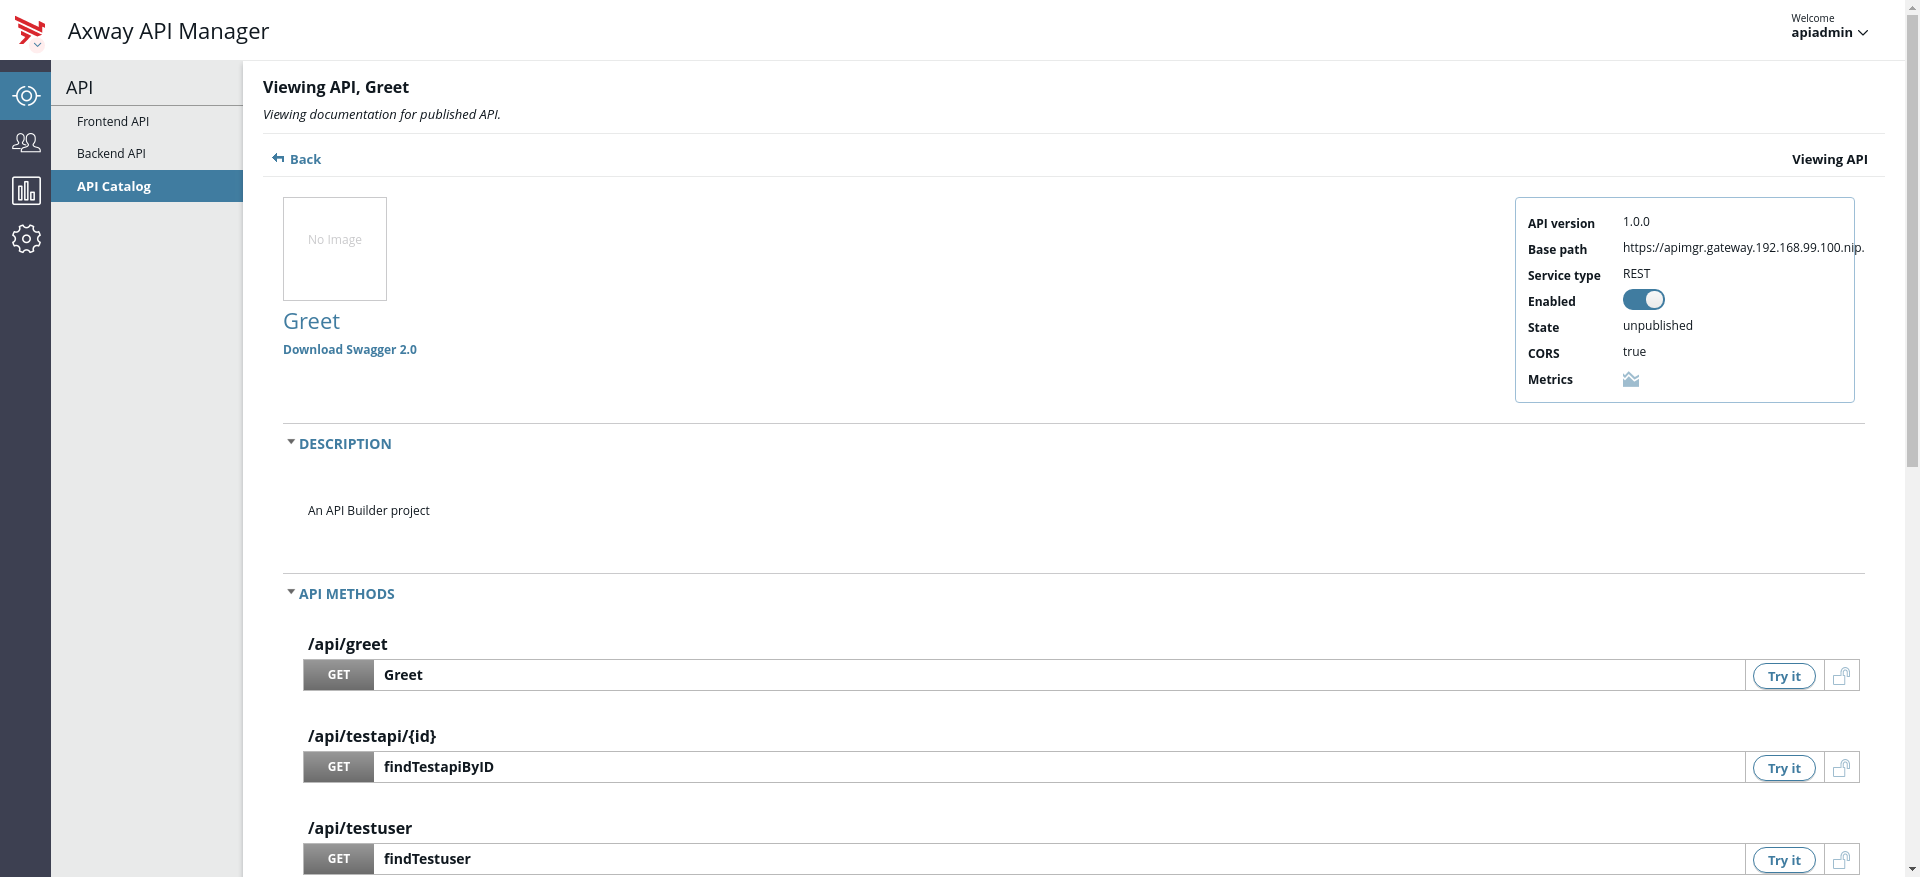 Axway API Manager
Welcome
apiadmin
API
Frontend API
Backend API
API Catalog
Viewing API, Greet
Viewing documentation for published API.
Back
Viewing API
No Image
Greet
Download Swagger 2.0
API version 1.0.0
Base path https://apimgr.gateway.192.168.99.100.nip.
Service type REST
Enabled
State unpublished
CORS true
Metrics
DESCRIPTION
An API Builder project
API METHODS
/api/greet
GET Greet Try it
/api/testapi/{id}
GET findTestapiByID Try it
/api/testuser
GET findTestuser Try it